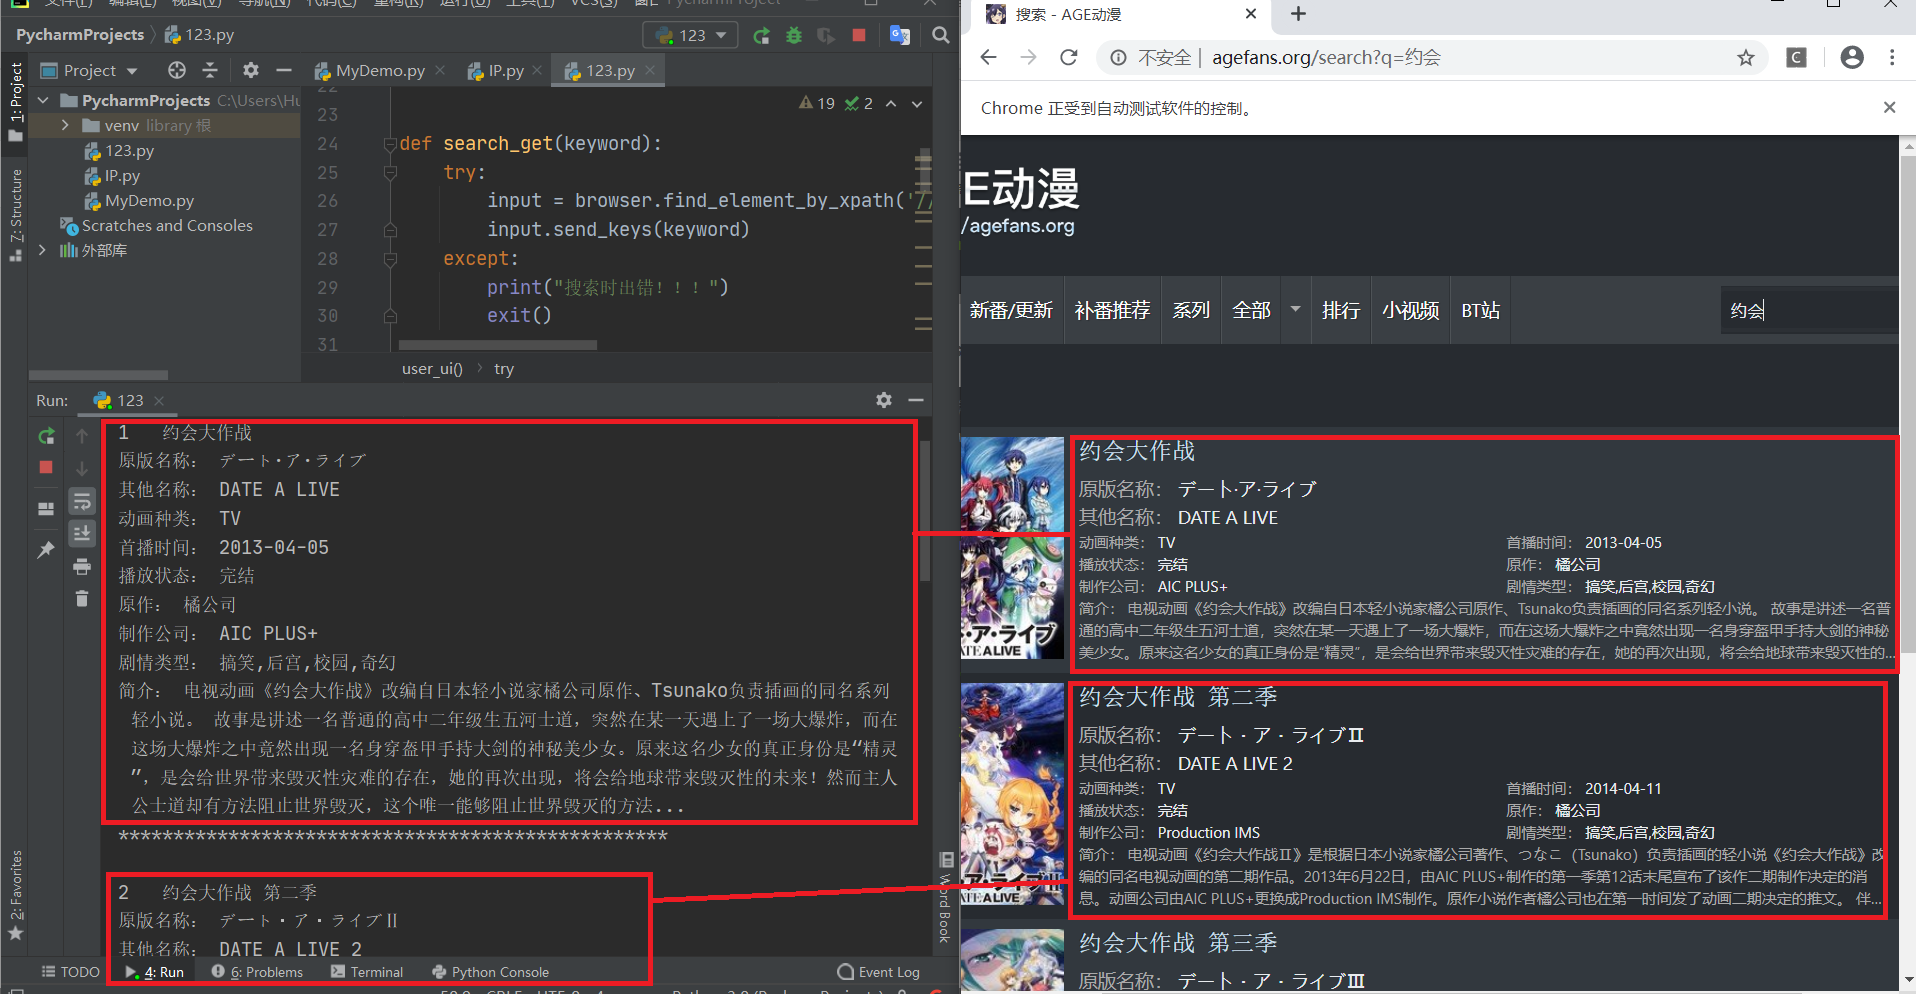 文件(F) 编辑(E) 视图(V) 导航(N) 代码(C) 重构(R) 运行(U) 工具(T) VCS(S) 窗口 PycharmProjects
PycharmProjects 123.py
123
Project
MyDemo.py
IP.py
123.py
1: Project
Z: Structure
2: Favorites
PycharmProjects C:\Users\Hu
venv library 根
123.py
IP.py
MyDemo.py
Scratches and Consoles
外部库
19 2
22
23
24 def search_get(keyword):
25 try:
26 input = browser.find_element_by_xpath('//
27 input.send_keys(keyword)
28 except:
29 print("搜索时出错！！！")
30 exit()
31
user_ui() try
Run: 123
1 约会大作战
原版名称： デート・ア・ライブ
其他名称： DATE A LIVE
动画种类： TV
首播时间： 2013-04-05
播放状态： 完结
原作： 橘公司
制作公司： AIC PLUS+
剧情类型： 搞笑,后宫,校园,奇幻
简介： 电视动画《约会大作战》改编自日本轻小说家橘公司原作、Tsunako负责插画的同名系列
轻小说。 故事是讲述一名普通的高中二年级生五河士道，突然在某一天遇上了一场大爆炸，而在
这场大爆炸之中竟然出现一名身穿盔甲手持大剑的神秘美少女。原来这名少女的真正身份是“精灵
”，是会给世界带来毁灭性灾难的存在，她的再次出现，将会给地球带来毁灭性的未来！然而主人
公士道却有方法阻止世界毁灭，这个唯一能够阻止世界毁灭的方法...
**************************************************
2 约会大作战 第二季
原版名称： デート・ア・ライブⅡ
其他名称： DATE A LIVE 2
Word Book
TODO
4: Run
6: Problems
Terminal
Python Console
Event Log
搜索 - AGE动漫
不安全 | agefans.org/search?q=约会
Chrome 正受到自动测试软件的控制。
E动漫
/agefans.org
新番/更新 补番推荐 系列 全部 排行 小视频 BT站
约会
约会大作战
原版名称： デート·ア·ライブ
其他名称： DATE A LIVE
动画种类： TV 首播时间： 2013-04-05
播放状态： 完结 原作： 橘公司
制作公司： AIC PLUS+ 剧情类型： 搞笑,后宫,校园,奇幻
简介： 电视动画《约会大作战》改编自日本轻小说家橘公司原作、Tsunako负责插画的同名系列轻小说。 故事是讲述一名普
通的高中二年级生五河士道，突然在某一天遇上了一场大爆炸，而在这场大爆炸之中竟然出现一名身穿盔甲手持大剑的神秘
美少女。原来这名少女的真正身份是“精灵”，是会给世界带来毁灭性灾难的存在，她的再次出现，将会给地球带来毁灭性的...
・ア・ライブ
ATE A LIVE
约会大作战 第二季
原版名称： デート・ア・ライブⅡ
其他名称： DATE A LIVE 2
动画种类： TV 首播时间： 2014-04-11
播放状态： 完结 原作： 橘公司
制作公司： Production IMS 剧情类型： 搞笑,后宫,校园,奇幻
简介： 电视动画《约会大作战Ⅱ》是根据日本小说家橘公司著作、つなこ（Tsunako）负责插画的轻小说《约会大作战》改
编的同名电视动画的第二期作品。2013年6月22日，由AIC PLUS+制作的第一季第12话末尾宣布了该作二期制作决定的消
息。动画公司由AIC PLUS+更换成Production IMS制作。原作小说作者橘公司也在第一时间发了动画二期决定的推文。 伴...
ア・ライブⅡ
ATE A LIVE
约会大作战 第三季
原版名称： デート・ア・ライブⅢ